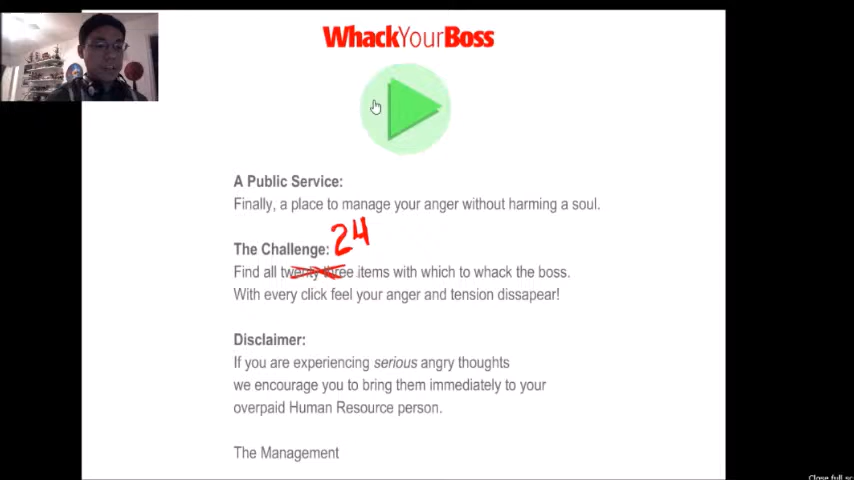 WhackYourBoss
A Public Service:
Finally, a place to manage your anger without harming a soul.
The Challenge: 24
Find all twenty three items with which to whack the boss.
With every click feel your anger and tension dissapear!
Disclaimer:
If you are experiencing serious angry thoughts
we encourage you to bring them immediately to your
overpaid Human Resource person.
The Management
Close full sc